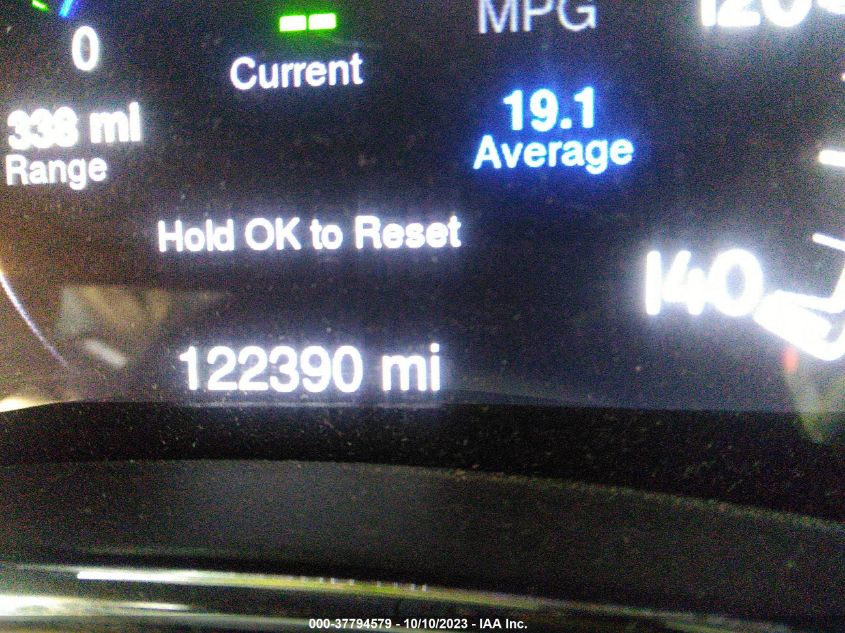 MPG
120
0
Current
19.1
Average
338 mi
Range
Hold OK to Reset
140
122390 mi
000-37794579 - 10/10/2023 - IAA Inc.